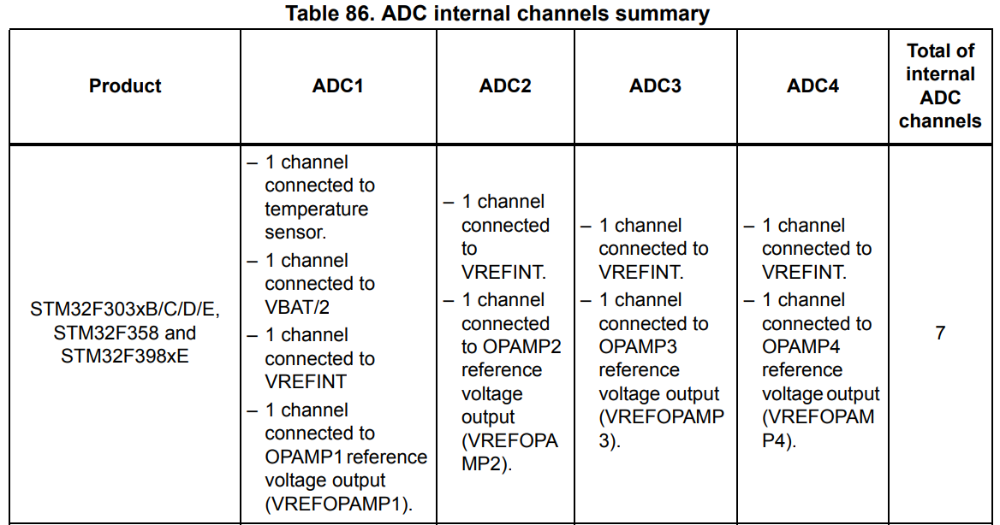 Table 86. ADC internal channels summary
Product
ADC1
ADC2
ADC3
ADC4
Total of
internal
ADC
channels
STM32F303xB/C/D/E,
STM32F358 and
STM32F398xE
– 1 channel
connected to
temperature
sensor.
– 1 channel
connected to
VBAT/2
– 1 channel
connected to
VREFINT
– 1 channel
connected to
OPAMP1 reference
voltage output
(VREFOPAMP1).
– 1 channel
connected
to
VREFINT.
– 1 channel
connected
to OPAMP2
reference
voltage
output
(VREFOPA
MP2).
– 1 channel
connected to
VREFINT.
– 1 channel
connected to
OPAMP3
reference
voltage output
(VREFOPAMP
3).
– 1 channel
connected to
VREFINT.
– 1 channel
connected to
OPAMP4
reference
voltage output
(VREFOPAM
P4).
7